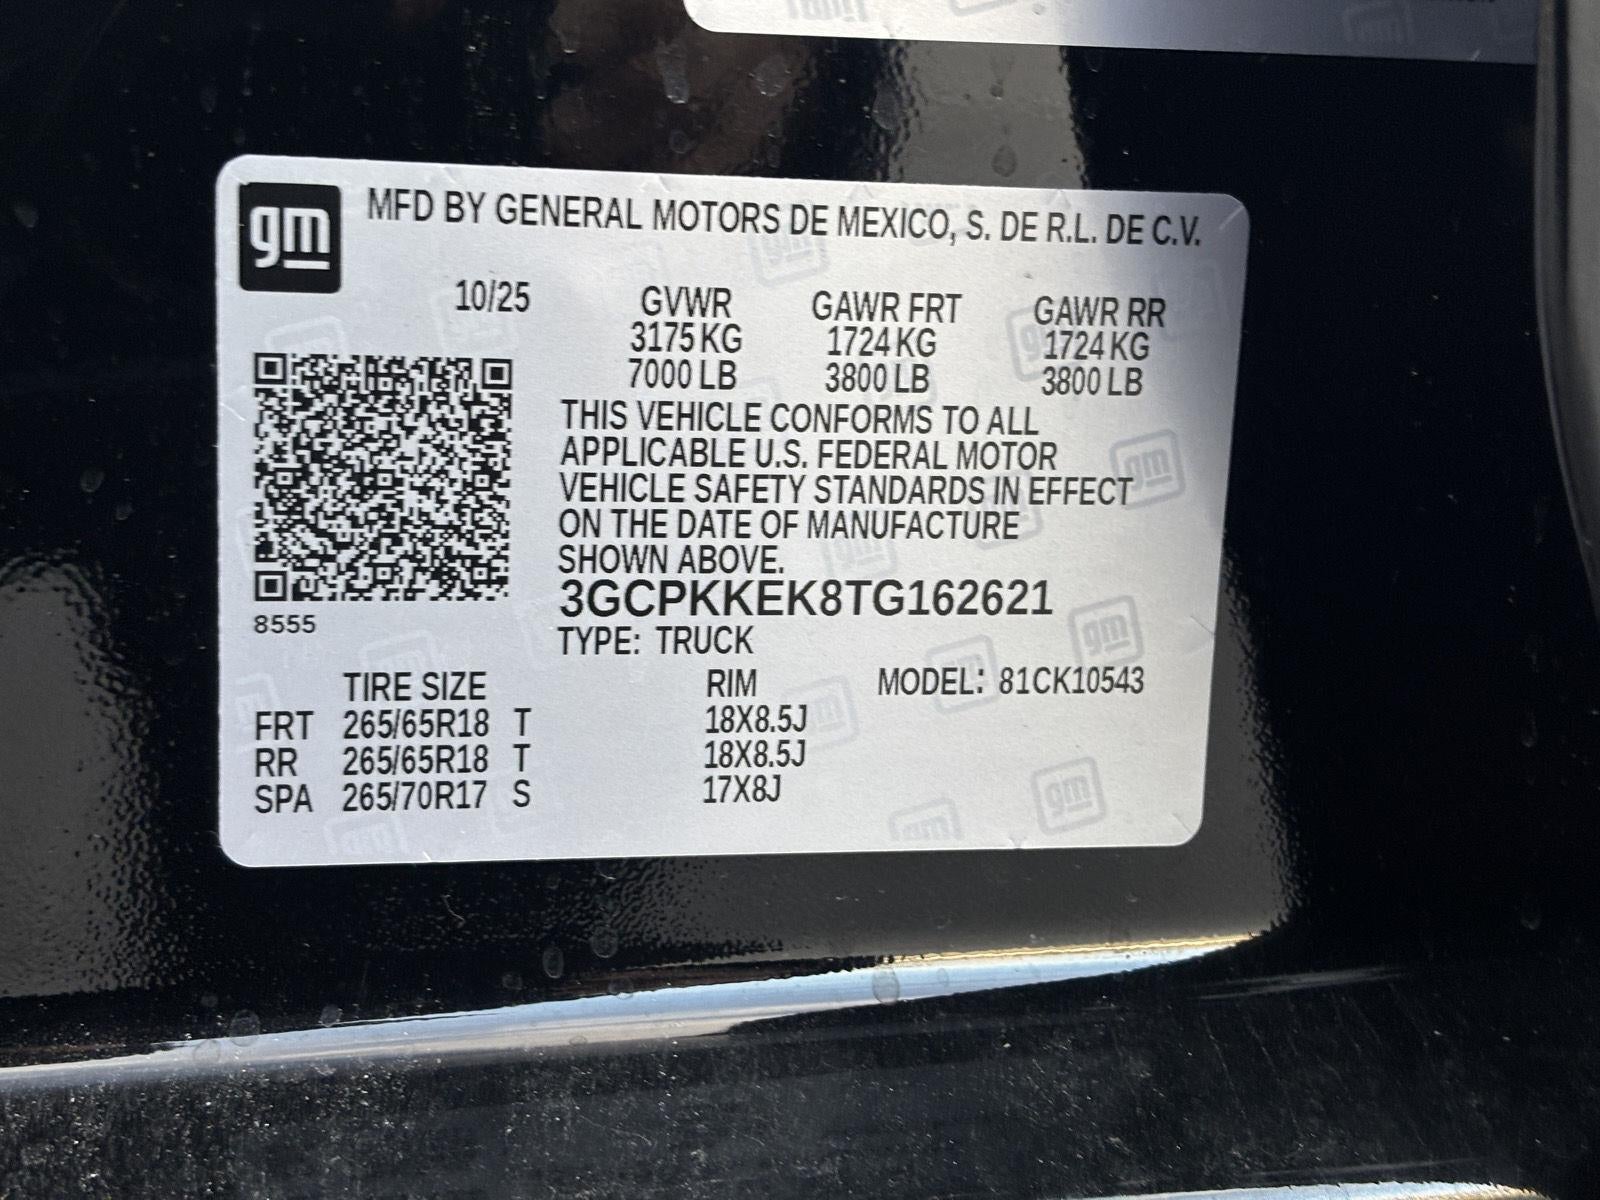 gm MFD BY GENERAL MOTORS DE MEXICO, S. DE R.L. DE C.V.
10/25 GVWR GAWR FRT GAWR RR
3175 KG 1724 KG 1724 KG
7000 LB 3800 LB 3800 LB
THIS VEHICLE CONFORMS TO ALL
APPLICABLE U.S. FEDERAL MOTOR
VEHICLE SAFETY STANDARDS IN EFFECT
ON THE DATE OF MANUFACTURE
SHOWN ABOVE.
3GCPKKEK8TG162621
8555
TYPE: TRUCK
TIRE SIZE RIM MODEL: 81CK10543
FRT 265/65R18 T 18X8.5J
RR 265/65R18 T 18X8.5J
SPA 265/70R17 S 17X8J